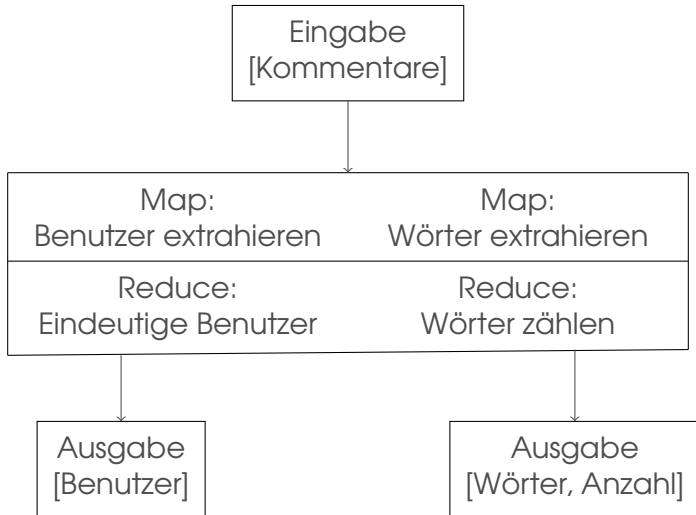 Eingabe
[Kommentare]
Map:
Benutzer extrahieren
Map:
Wörter extrahieren
Reduce:
Eindeutige Benutzer
Reduce:
Wörter zählen
Ausgabe
[Benutzer]
Ausgabe
[Wörter, Anzahl]